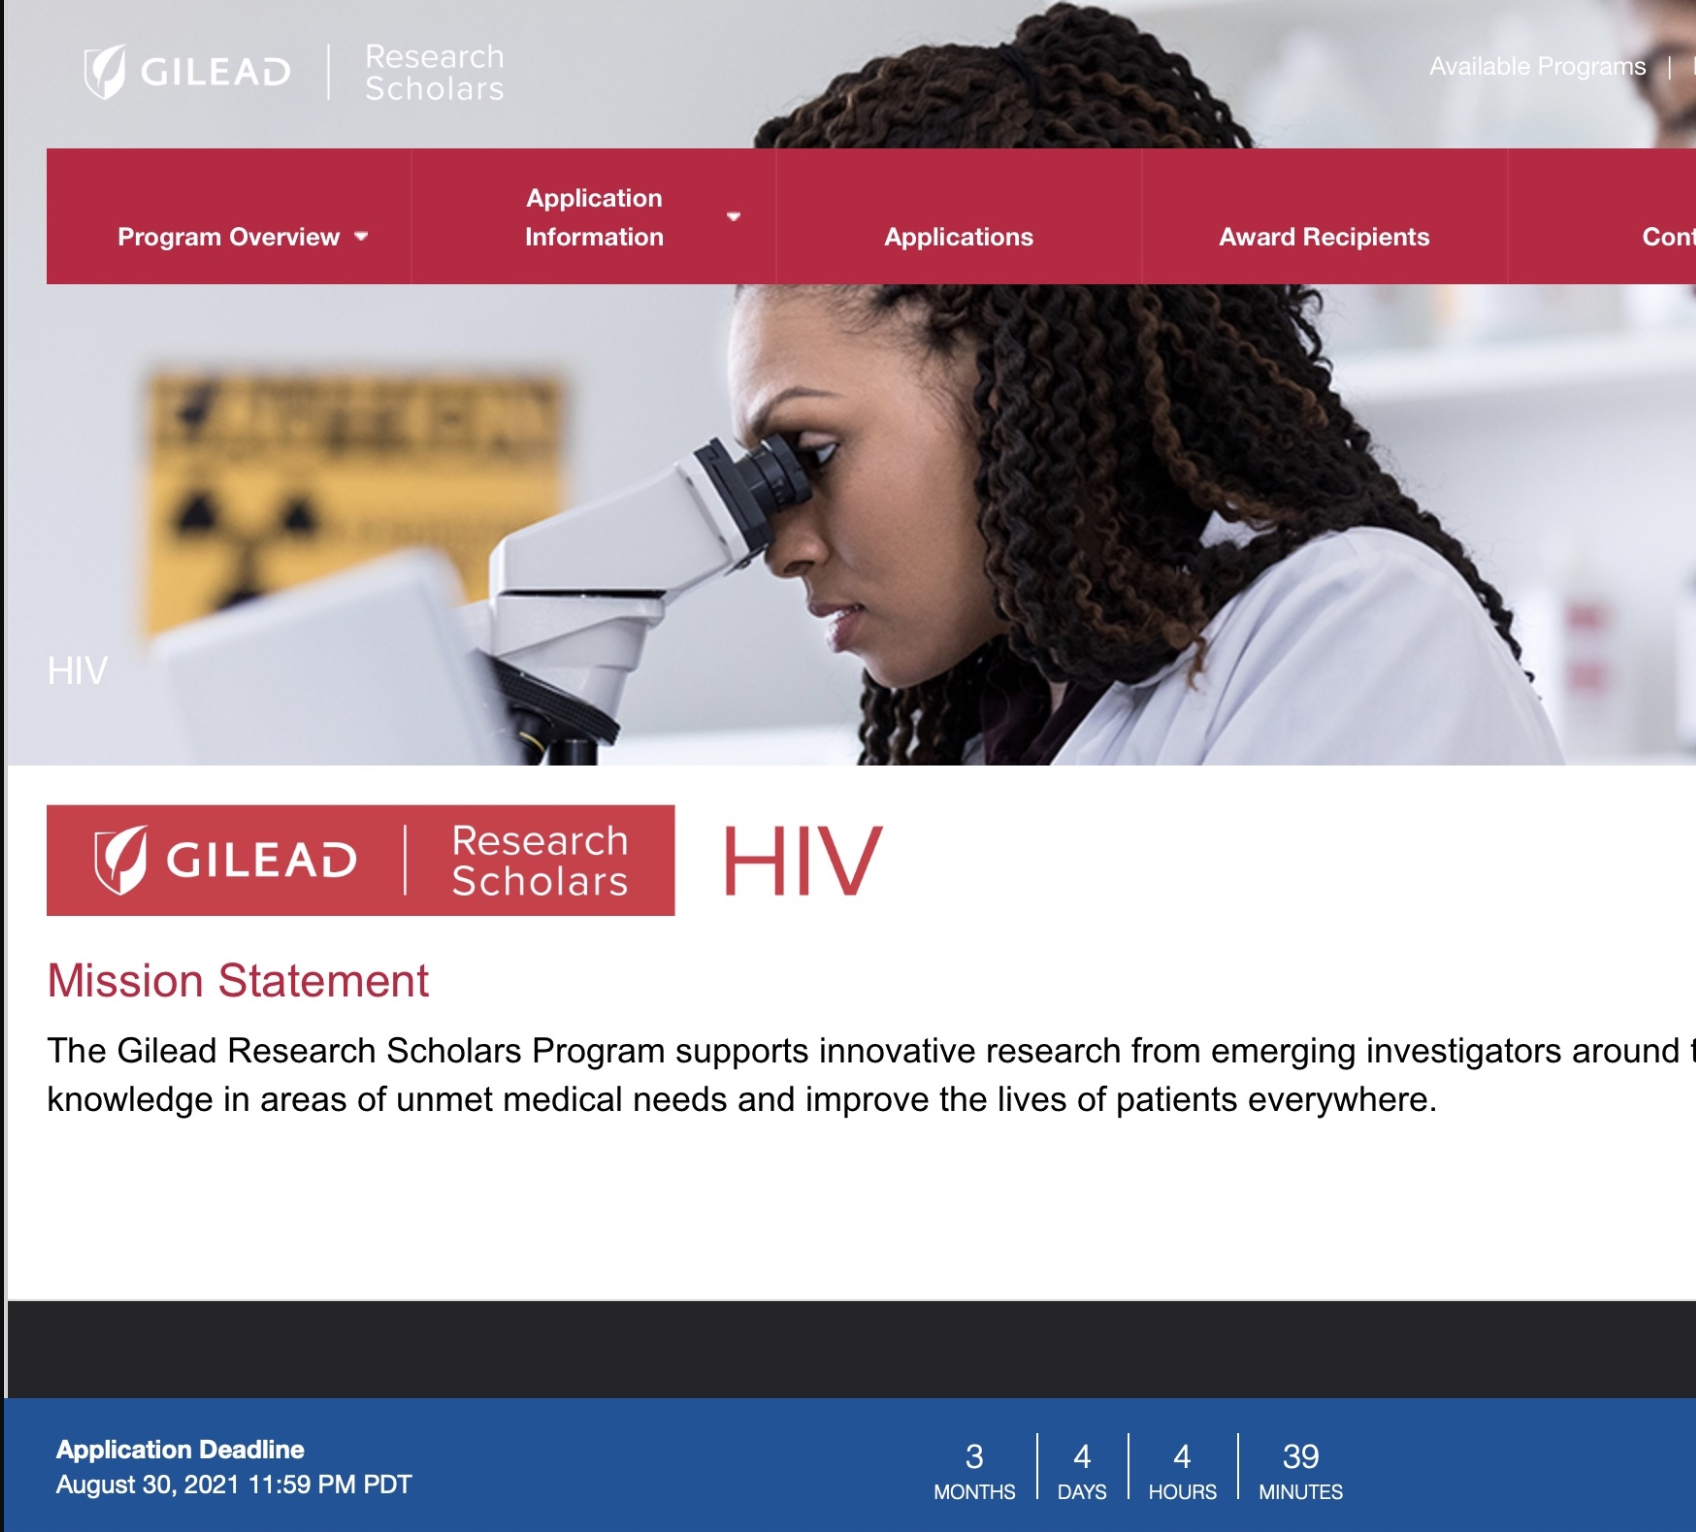 GILEAD
Research
Scholars
Available Programs |
Program Overview
Application
Information
Applications
Award Recipients
HIV
GILEAD
Research
Scholars
HIV
Mission Statement
The Gilead Research Scholars Program supports innovative research from emerging investigators around
knowledge in areas of unmet medical needs and improve the lives of patients everywhere.
Application Deadline
August 30, 2021 11:59 PM PDT
3 4 4 39
MONTHS DAYS HOURS MINUTES